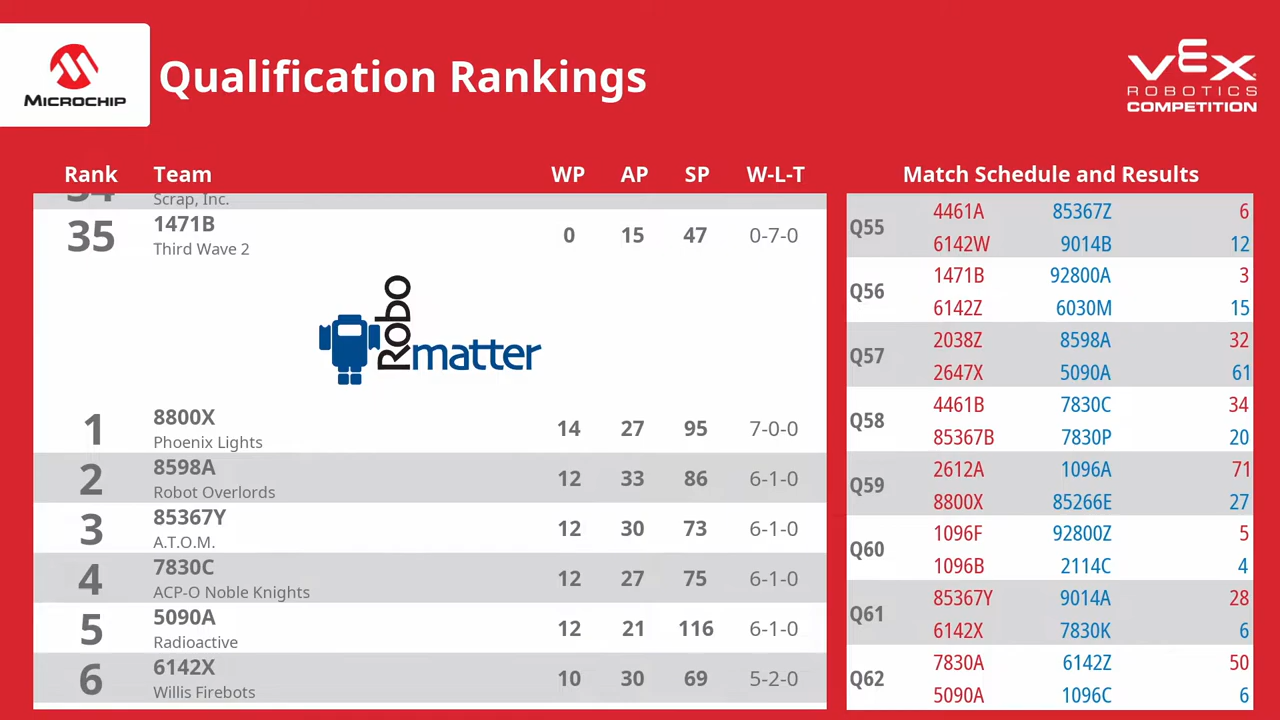 MICROCHIP
Qualification Rankings
VEX
ROBOTICS
COMPETITION
Rank Team WP AP SP W-L-T
34 Scrap, Inc.
35 1471B 0 15 47 0-7-0
Third Wave 2
Robo
matter
1 8800X 14 27 95 7-0-0
Phoenix Lights
2 8598A 12 33 86 6-1-0
Robot Overlords
3 85367Y 12 30 73 6-1-0
A.T.O.M.
4 7830C 12 27 75 6-1-0
ACP-O Noble Knights
5 5090A 12 21 116 6-1-0
Radioactive
6 6142X 10 30 69 5-2-0
Willis Firebots
Match Schedule and Results
Q55 4461A 85367Z 6
6142W 9014B 12
Q56 1471B 92800A 3
6142Z 6030M 15
Q57 2038Z 8598A 32
2647X 5090A 61
Q58 4461B 7830C 34
85367B 7830P 20
Q59 2612A 1096A 71
8800X 85266E 27
Q60 1096F 92800Z 5
1096B 2114C 4
Q61 85367Y 9014A 28
6142X 7830K 6
Q62 7830A 6142Z 50
5090A 1096C 6